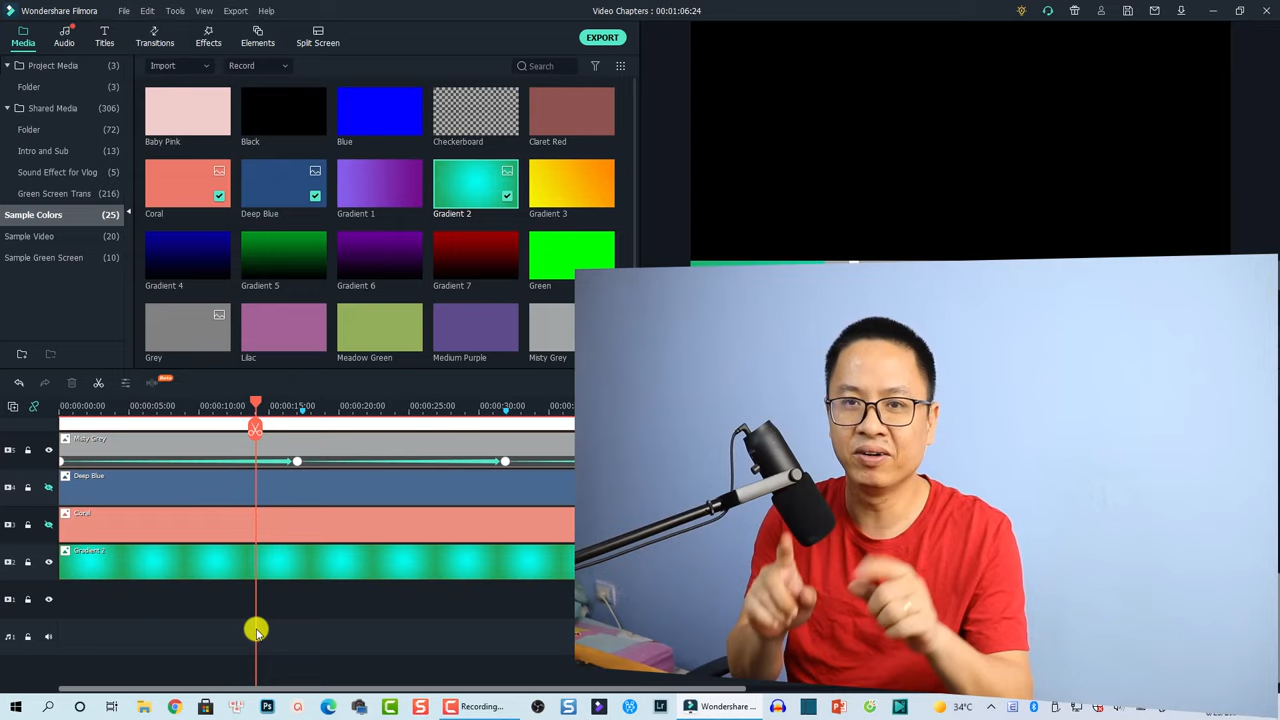 Wondershare Filmora
File
Edit
Tools
View
Export
Help
Video Chapters : 00:01:06:24
Media
Audio
Titles
Transitions
Effects
Elements
Split Screen
EXPORT
Project Media (3)
Folder (3)
Shared Media (306)
Folder (72)
Intro and Sub (13)
Sound Effect for Vlog (5)
Green Screen Trans (216)
Sample Colors (25)
Sample Video (20)
Sample Green Screen (10)
Import
Record
Search
Baby Pink
Black
Blue
Checkerboard
Claret Red
Coral
Deep Blue
Gradient 1
Gradient 2
Gradient 3
Gradient 4
Gradient 5
Gradient 6
Gradient 7
Green
Grey
Lilac
Meadow Green
Medium Purple
Misty Grey
Beta
00:00:00:00
00:00:05:00
00:00:10:00
00:00:15:00
00:00:20:00
00:00:25:00
00:00:30:00
Misty Grey
Deep Blue
Coral
Gradient 2
4
3
2
1
1
Recording...
Wondershare ...
34°C